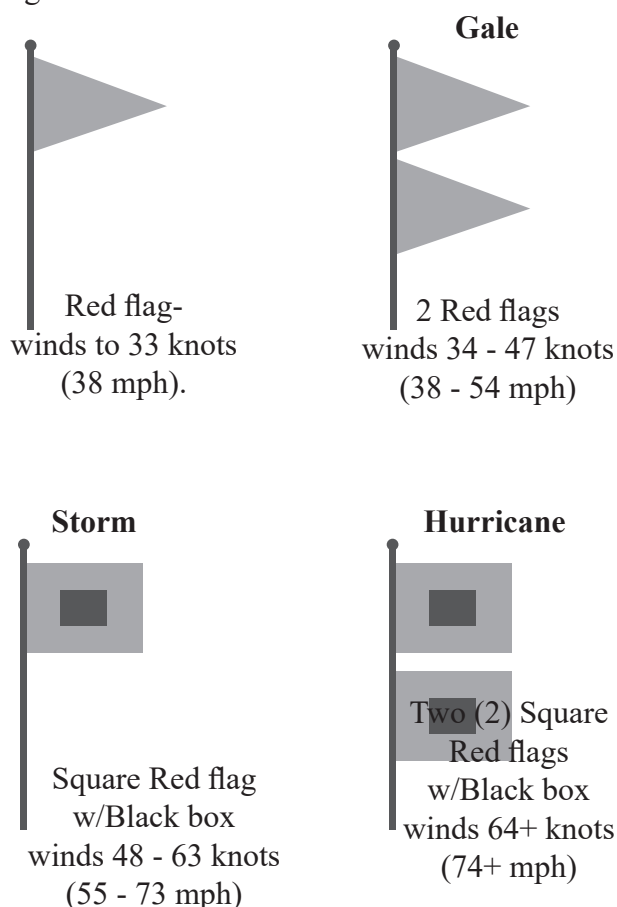 Gale
Red flag-
winds to 33 knots
(38 mph).
2 Red flags
winds 34 - 47 knots
(38 - 54 mph)
Storm
Square Red flag
w/Black box
winds 48 - 63 knots
(55 - 73 mph)
Hurricane
Two (2) Square
Red flags
w/Black box
winds 64+ knots
(74+ mph)